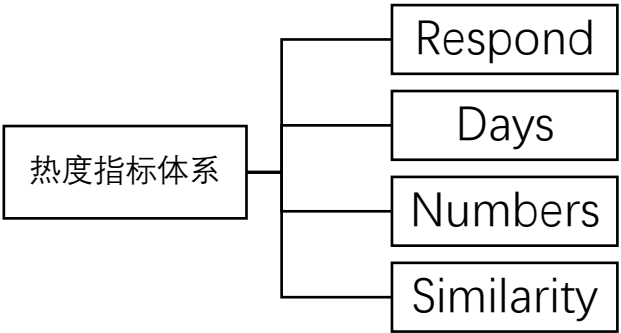 热度指标体系
Respond
Days
Numbers
Similarity